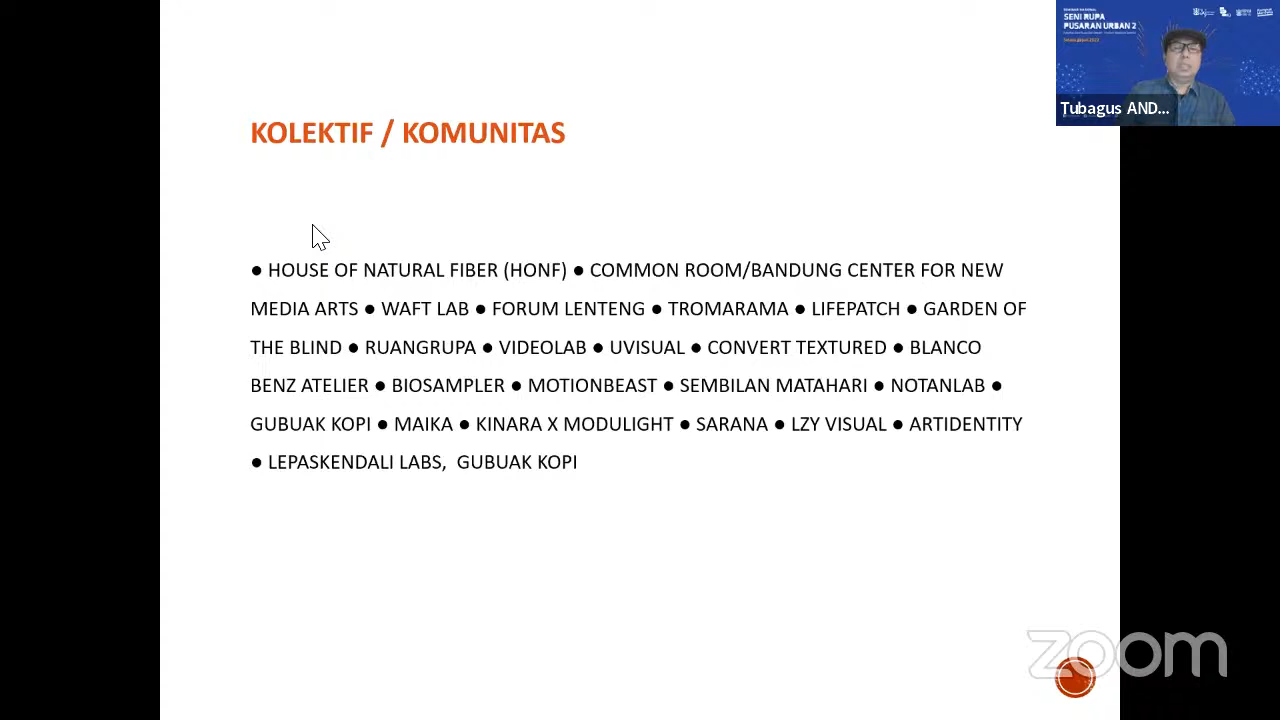 SENI RUPA
PUSARAN URBAN 2
Tubagus AND...
KOLEKTIF / KOMUNITAS
● HOUSE OF NATURAL FIBER (HONF) ● COMMON ROOM/BANDUNG CENTER FOR NEW
MEDIA ARTS ● WAFT LAB ● FORUM LENTENG ● TROMARAMA ● LIFEPATCH ● GARDEN OF
THE BLIND ● RUANGRUPA ● VIDEOLAB ● UVISUAL ● CONVERT TEXTURED ● BLANCO
BENZ ATELIER ● BIOSAMPLER ● MOTIONBEAST ● SEMBILAN MATAHARI ● NOTANLAB ●
GUBUAK KOPI ● MAIKA ● KINARA X MODULIGHT ● SARANA ● LZY VISUAL ● ARTIDENTITY
● LEPASKENDALI LABS,  GUBUAK KOPI
zoom